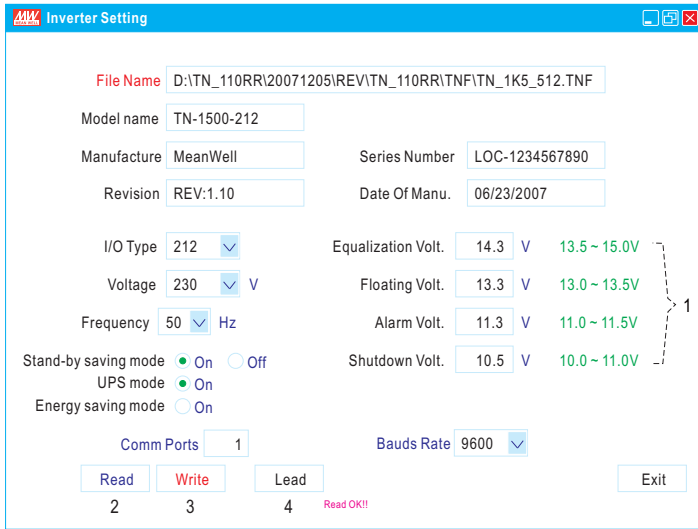 MW MEAN WELL Inverter Setting
File Name D:\TN_110RR\20071205\REV\TN_110RR\TNF\TN_1K5_512.TNF
Model name TN-1500-212
Manufacture MeanWell Series Number LOC-1234567890
Revision REV:1.10 Date Of Manu. 06/23/2007
I/O Type 212 Equalization Volt. 14.3 V 13.5 ~ 15.0V
Voltage 230 V Floating Volt. 13.3 V 13.0 ~ 13.5V
1
Frequency 50 Hz Alarm Volt. 11.3 V 11.0 ~ 11.5V
Stand-by saving mode On Off Shutdown Volt. 10.5 V 10.0 ~ 11.0V
UPS mode On
Energy saving mode On
Comm Ports 1 Bauds Rate 9600
Read Write Lead Exit
2 3 4 Read OK!!